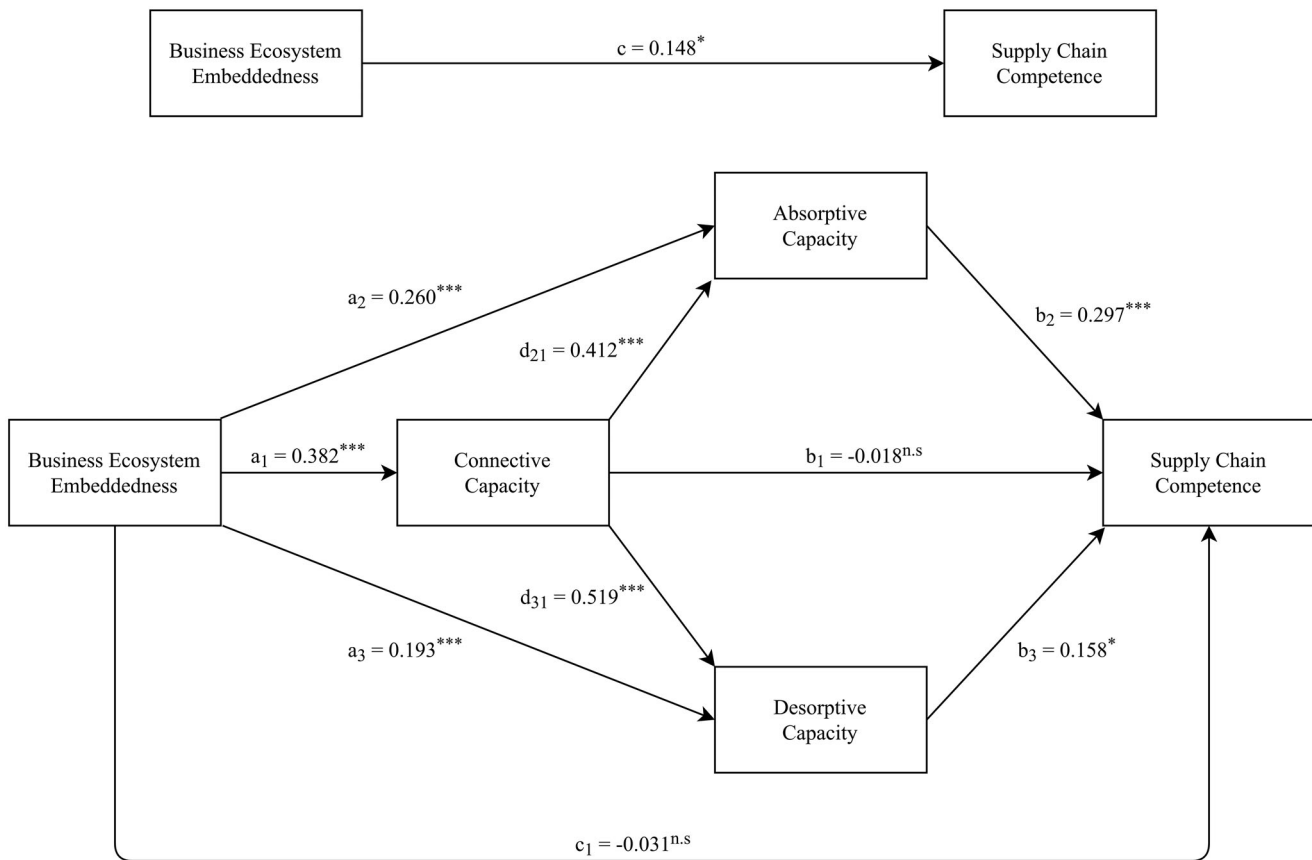 Business Ecosystem
Embeddedness
c = 0.148*
Supply Chain
Competence
Absorptive
Capacity
a2 = 0.260***
b2 = 0.297***
d21 = 0.412***
Business Ecosystem
Embeddedness
a1 = 0.382***
Connective
Capacity
b1 = -0.018n.s
Supply Chain
Competence
d31 = 0.519***
a3 = 0.193***
b3 = 0.158*
Desorptive
Capacity
c1 = -0.031n.s